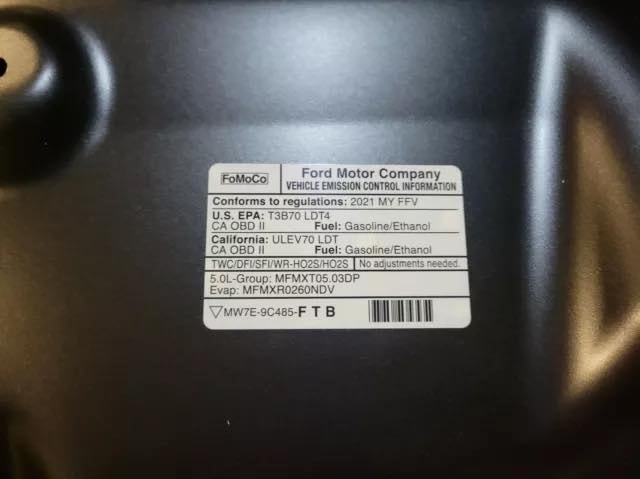 FoMoCo
Ford Motor Company
VEHICLE EMISSION CONTROL INFORMATION
Conforms to regulations: 2021 MY FFV
U.S. EPA: T3B70 LDT4
CA OBD II Fuel: Gasoline/Ethanol
California: ULEV70 LDT
CA OBD II Fuel: Gasoline/Ethanol
TWC/DFI/SFI/WR-HO2S/HO2S No adjustments needed.
5.0L-Group: MFMXT05.03DP
Evap: MFMXR0260NDV
▽MW7E-9C485-F T B